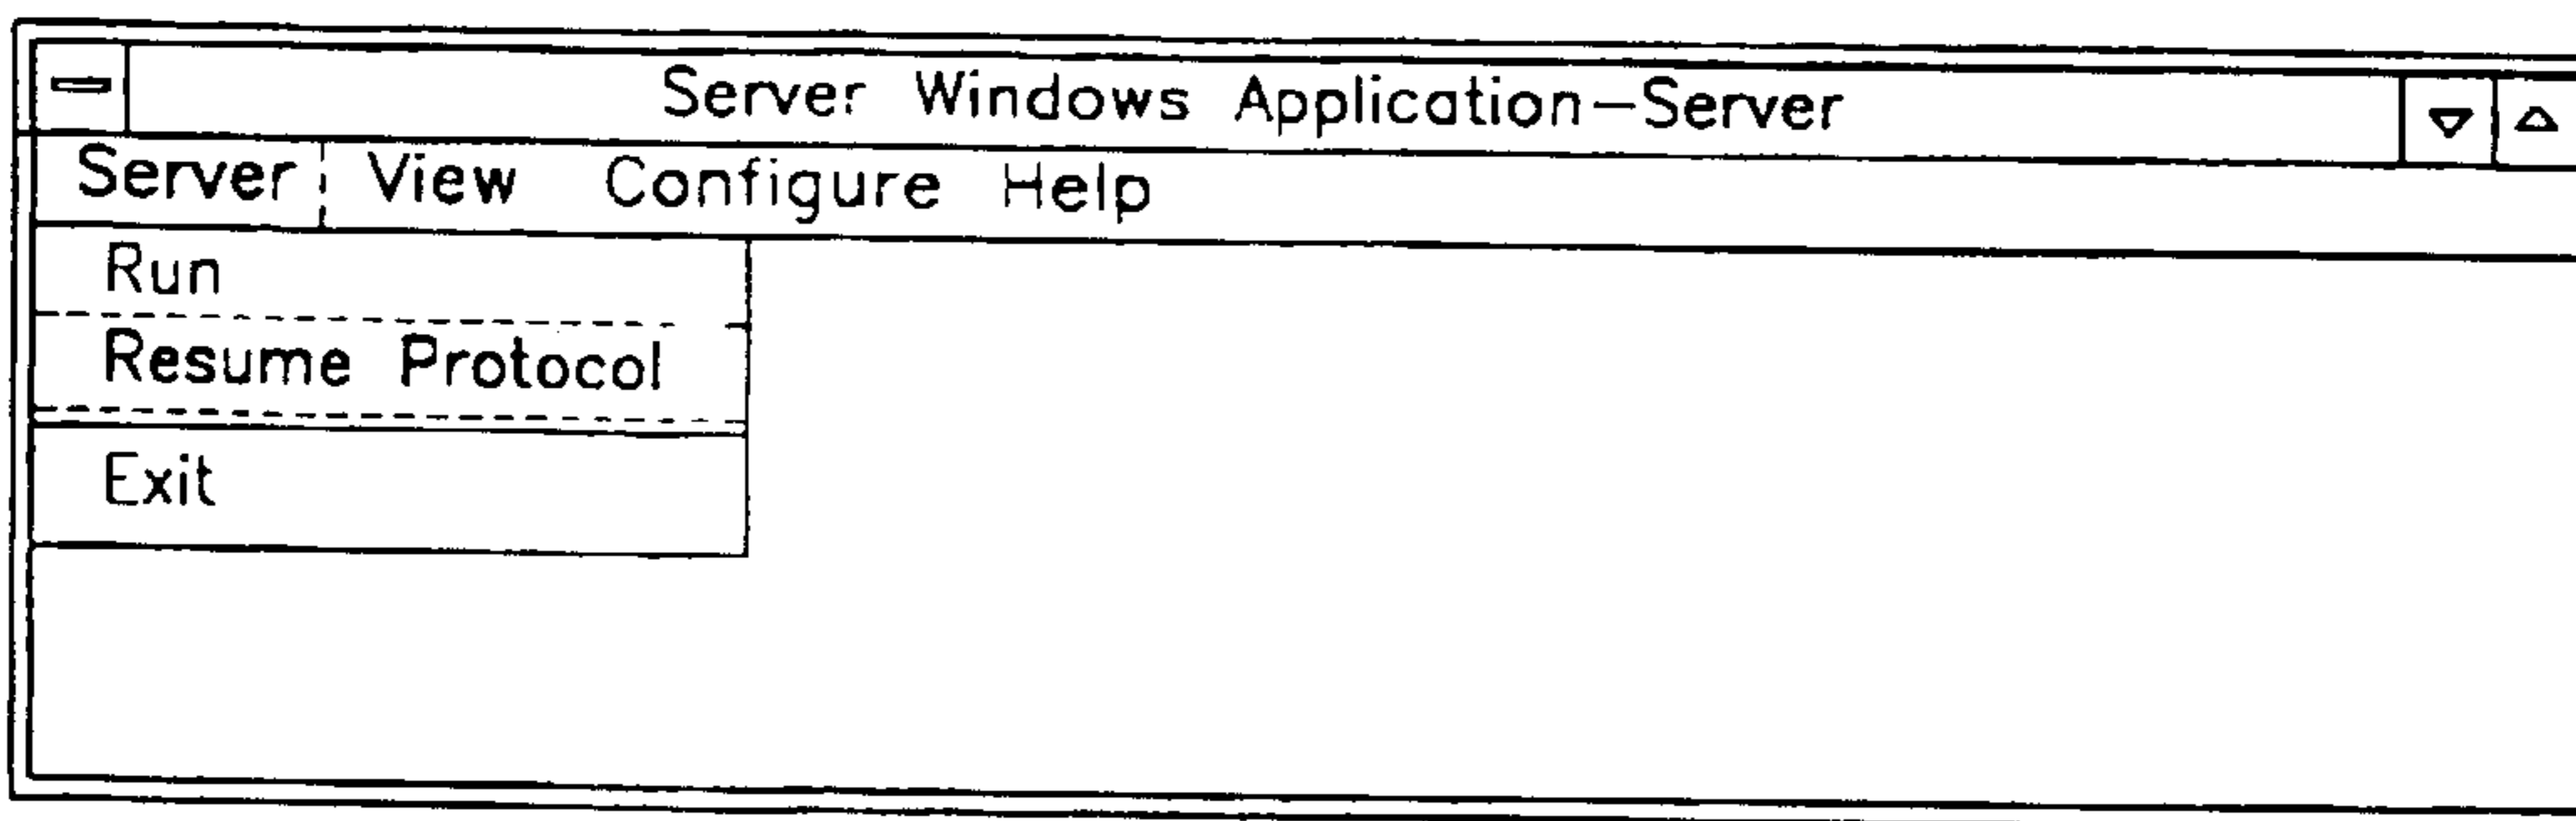 Server Windows Application-Server
Server View Configure Help
Run
Resume Protocol
Exit